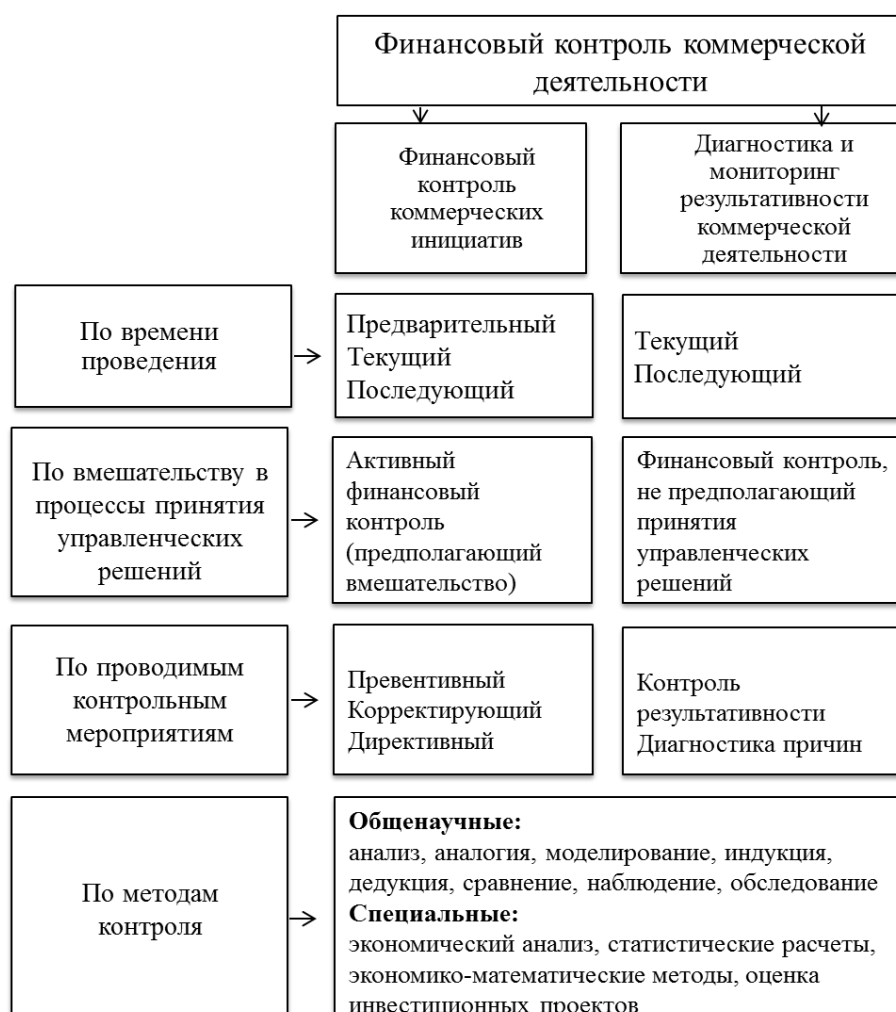 Финансовый контроль коммерческой
деятельности
Финансовый
контроль
коммерческих
инициатив
Диагностика и
мониторинг
результативности
коммерческой
деятельности
По времени
проведения
Предварительный
Текущий
Последующий
Текущий
Последующий
По вмешательству в
процессы принятия
управленческих
решений
Активный
финансовый
контроль
(предполагающий
вмешательство)
Финансовый контроль,
не предполагающий
принятия
управленческих
решений
По проводимым
контрольным
мероприятиям
Превентивный
Корректирующий
Директивный
Контроль
результативности
Диагностика причин
По методам
контроля
Общенаучные:
анализ, аналогия, моделирование, индукция,
дедукция, сравнение, наблюдение, обследование
Специальные:
экономический анализ, статистические расчеты,
экономико-математические методы, оценка
инвестиционных проектов